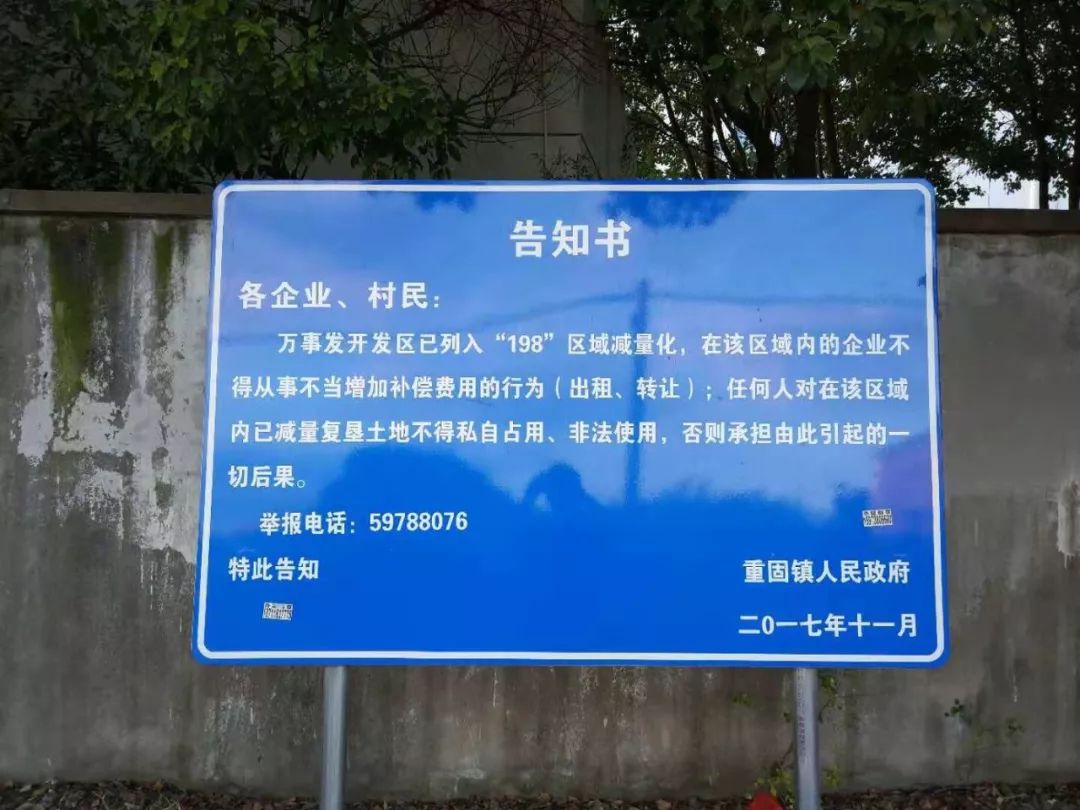 告知书
各企业、村民：
万事发开发区已列入“198”区域减量化，在该区域内的企业不
得从事不当增加补偿费用的行为（出租、转让）；任何人对在该区域
内已减量复垦土地不得私自占用、非法使用，否则承担由此引起的一
切后果。
举报电话：59788076
特此告知
重固镇人民政府
二0一七年十一月